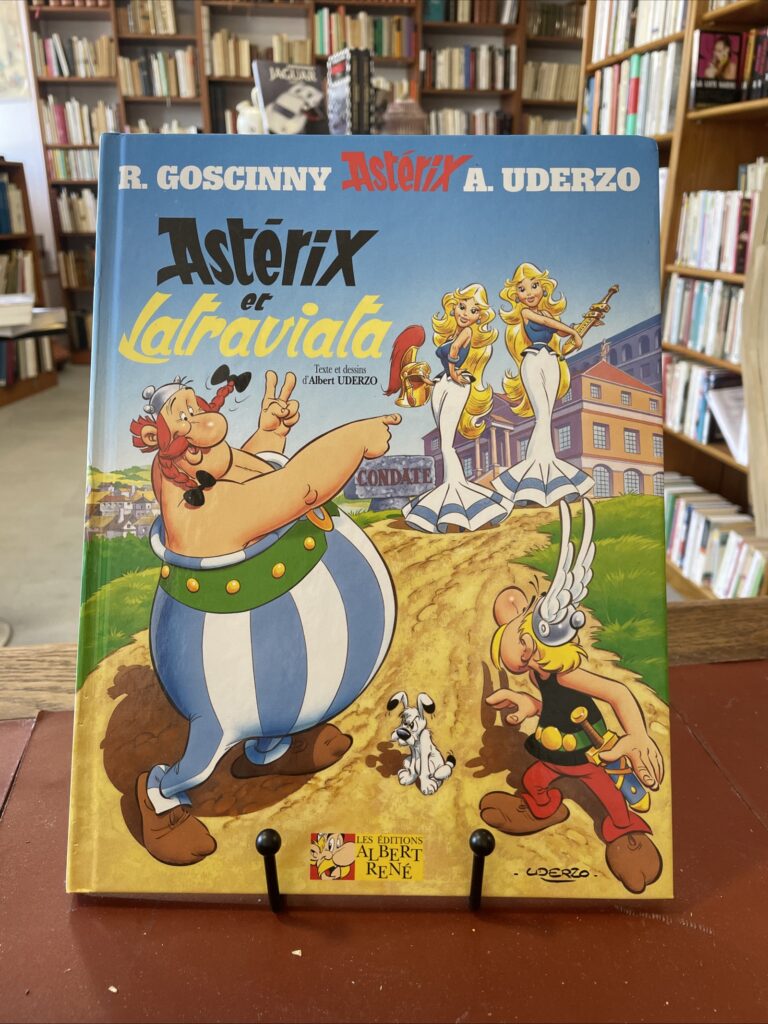 JAGUAR
R. GOSCINNY Astérix A. UDERZO
Astérix
et
Latraviata
Texte et dessins
d'Albert UDERZO
CONDATE
LES ÉDITIONS
ALBERT
RENÉ
- UDERZO -